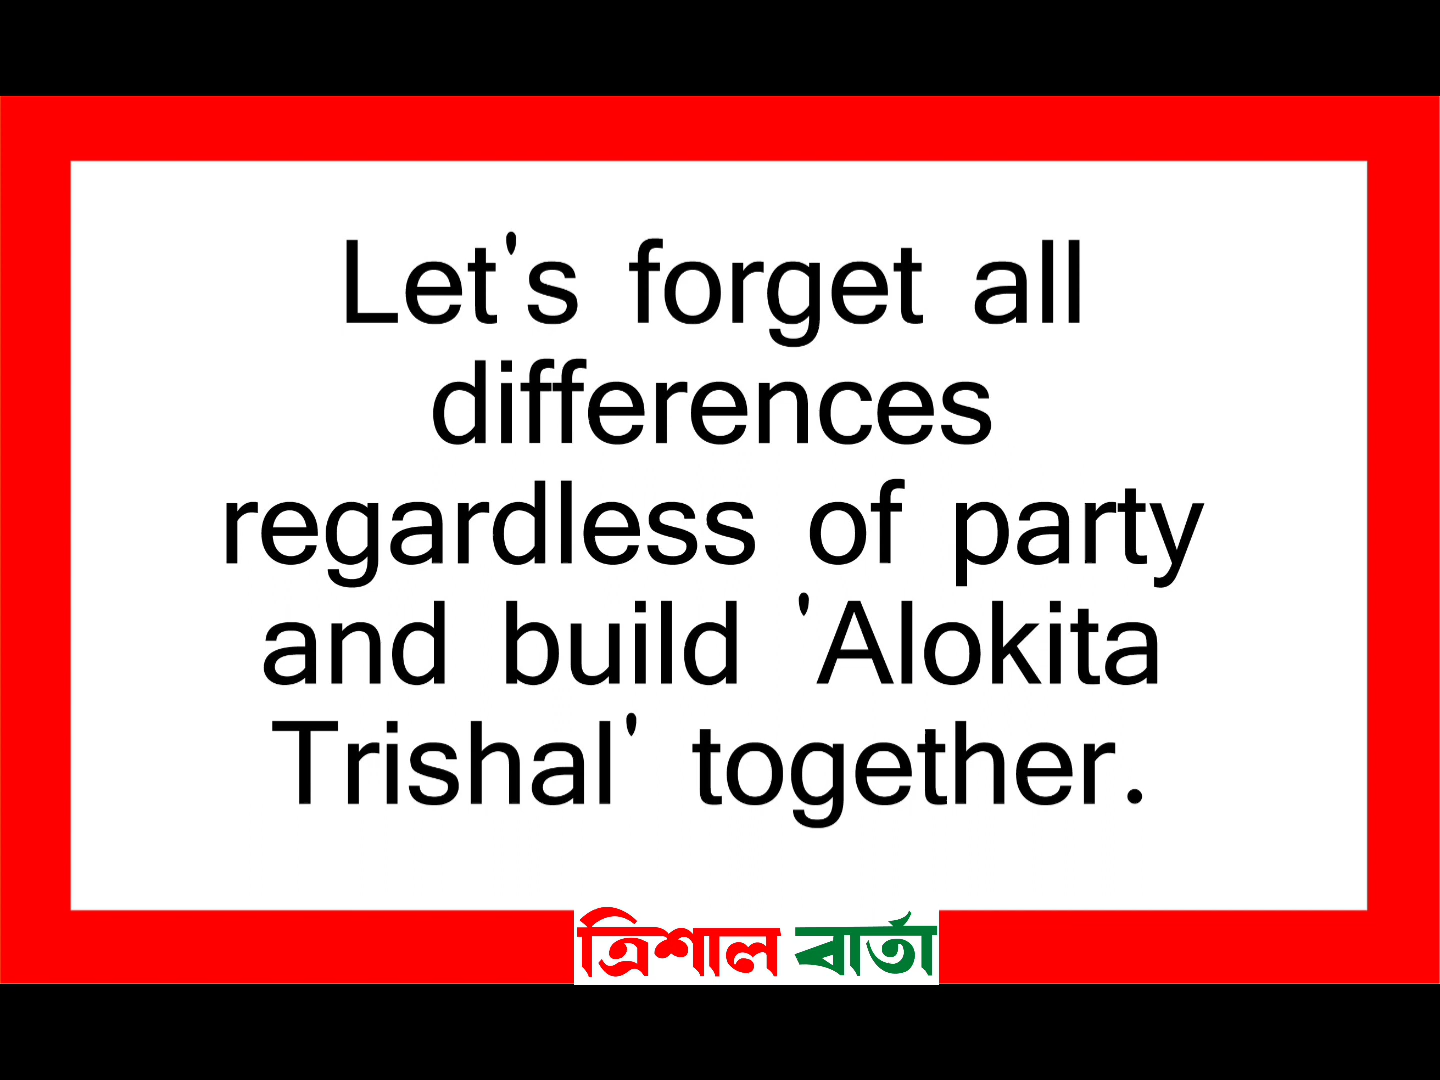 Let's forget all
differences
regardless of party
and build 'Alokita
Trishal' together.
ত্রিশাল বার্তা